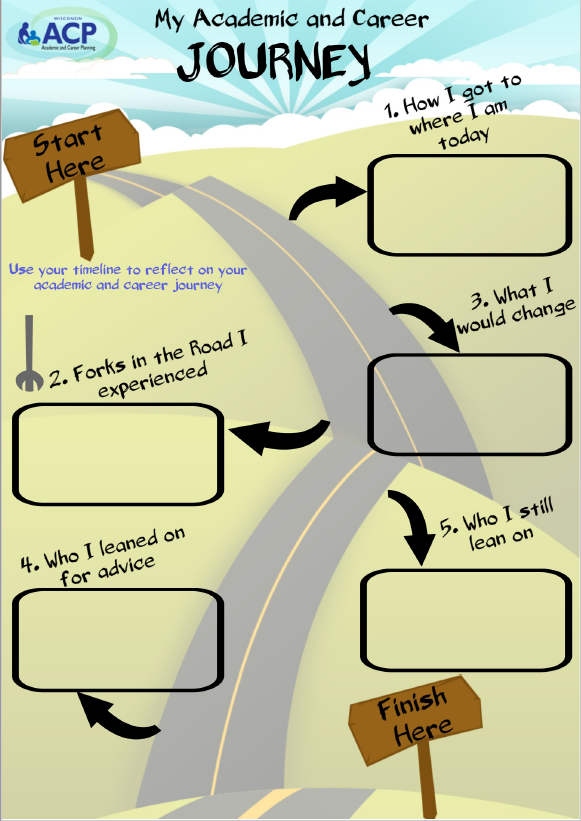 WISCONSIN
ACP
Academic and Career Planning
My Academic and Career
JOURNEY
Start
Here
1. How I got to
where I am
today
Use your timeline to reflect on your
academic and career journey
2. Forks in the Road I
experienced
3. What I
would change
4. Who I leaned on
for advice
5. Who I still
lean on
Finish
Here